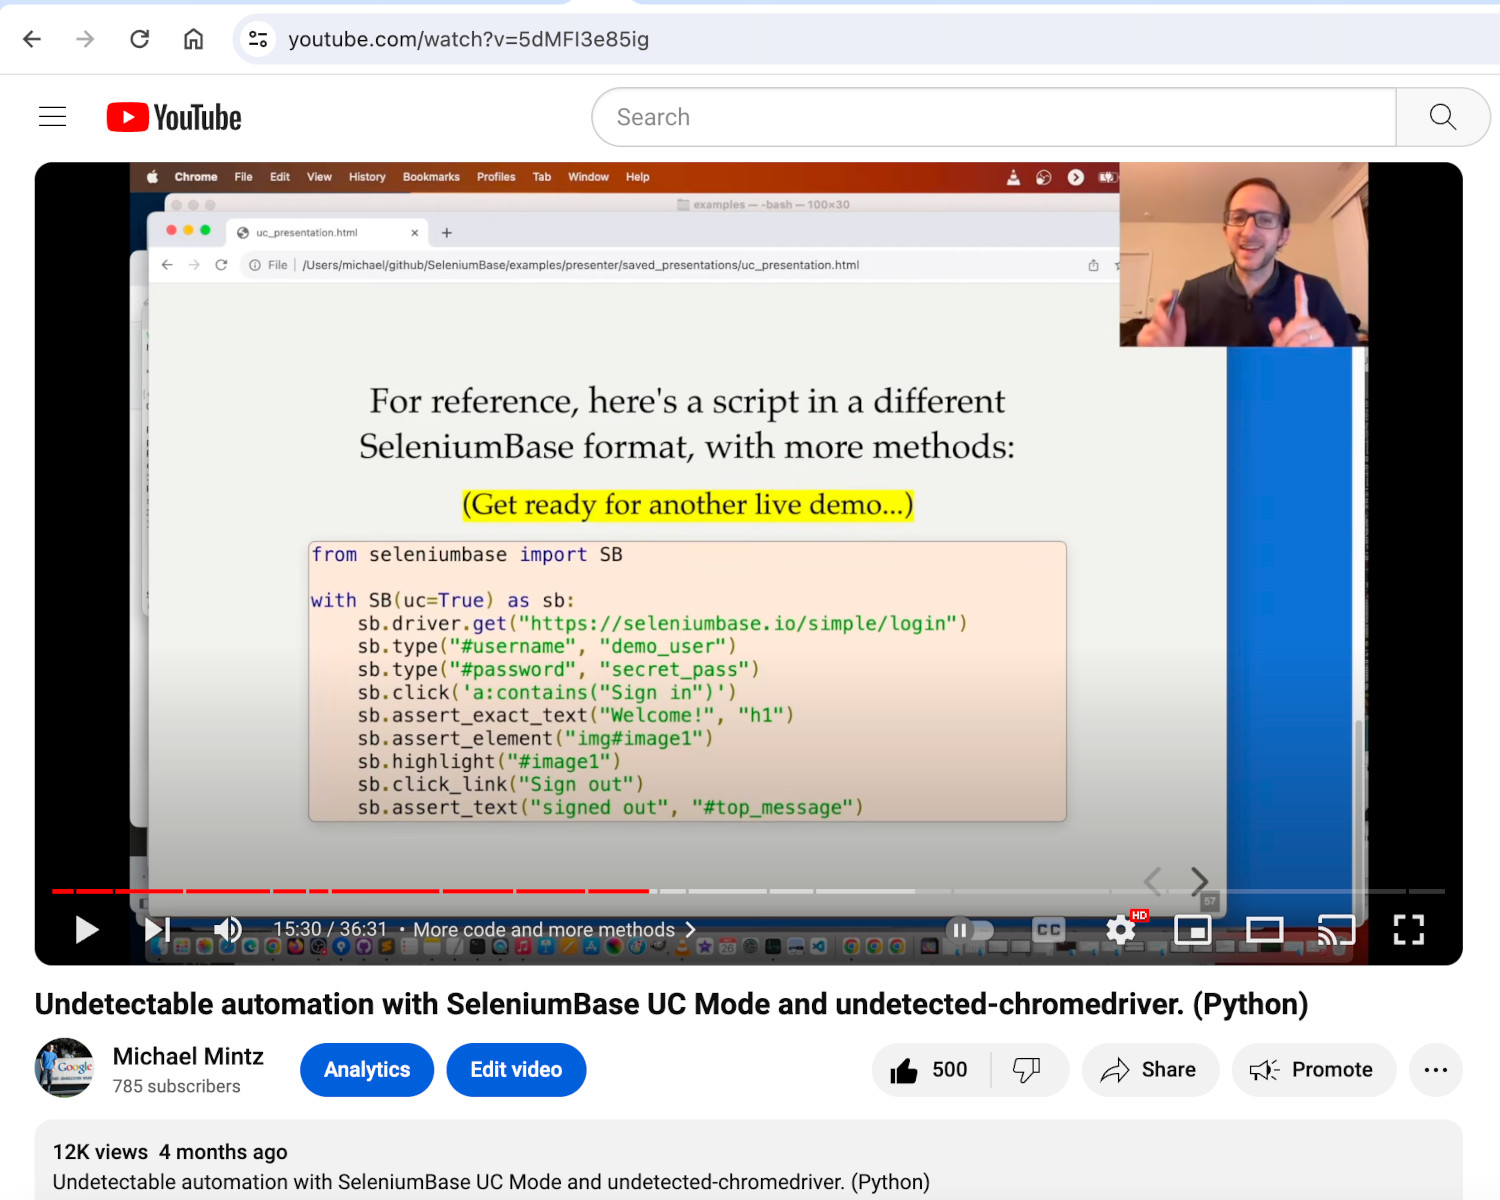 youtube.com/watch?v=5dMFI3e85ig
YouTube
Search
Chrome File Edit View History Bookmarks Profiles Tab Window Help
examples — -bash — 100×30
uc_presentation.html
File | /Users/michael/github/SeleniumBase/examples/presenter/saved_presentations/uc_presentation.html
For reference, here's a script in a different
SeleniumBase format, with more methods:
(Get ready for another live demo...)
from seleniumbase import SB
with SB(uc=True) as sb:
sb.driver.get("https://seleniumbase.io/simple/login")
sb.type("#username", "demo_user")
sb.type("#password", "secret_pass")
sb.click('a:contains("Sign in")')
sb.assert_exact_text("Welcome!", "h1")
sb.assert_element("img#image1")
sb.highlight("#image1")
sb.click_link("Sign out")
sb.assert_text("signed out", "#top_message")
57
15:30 / 36:31 • More code and more methods
CC
HD
Undetectable automation with SeleniumBase UC Mode and undetected-chromedriver. (Python)
Google
Michael Mintz
785 subscribers
Analytics
Edit video
500
Share
Promote
12K views 4 months ago
Undetectable automation with SeleniumBase UC Mode and undetected-chromedriver. (Python)